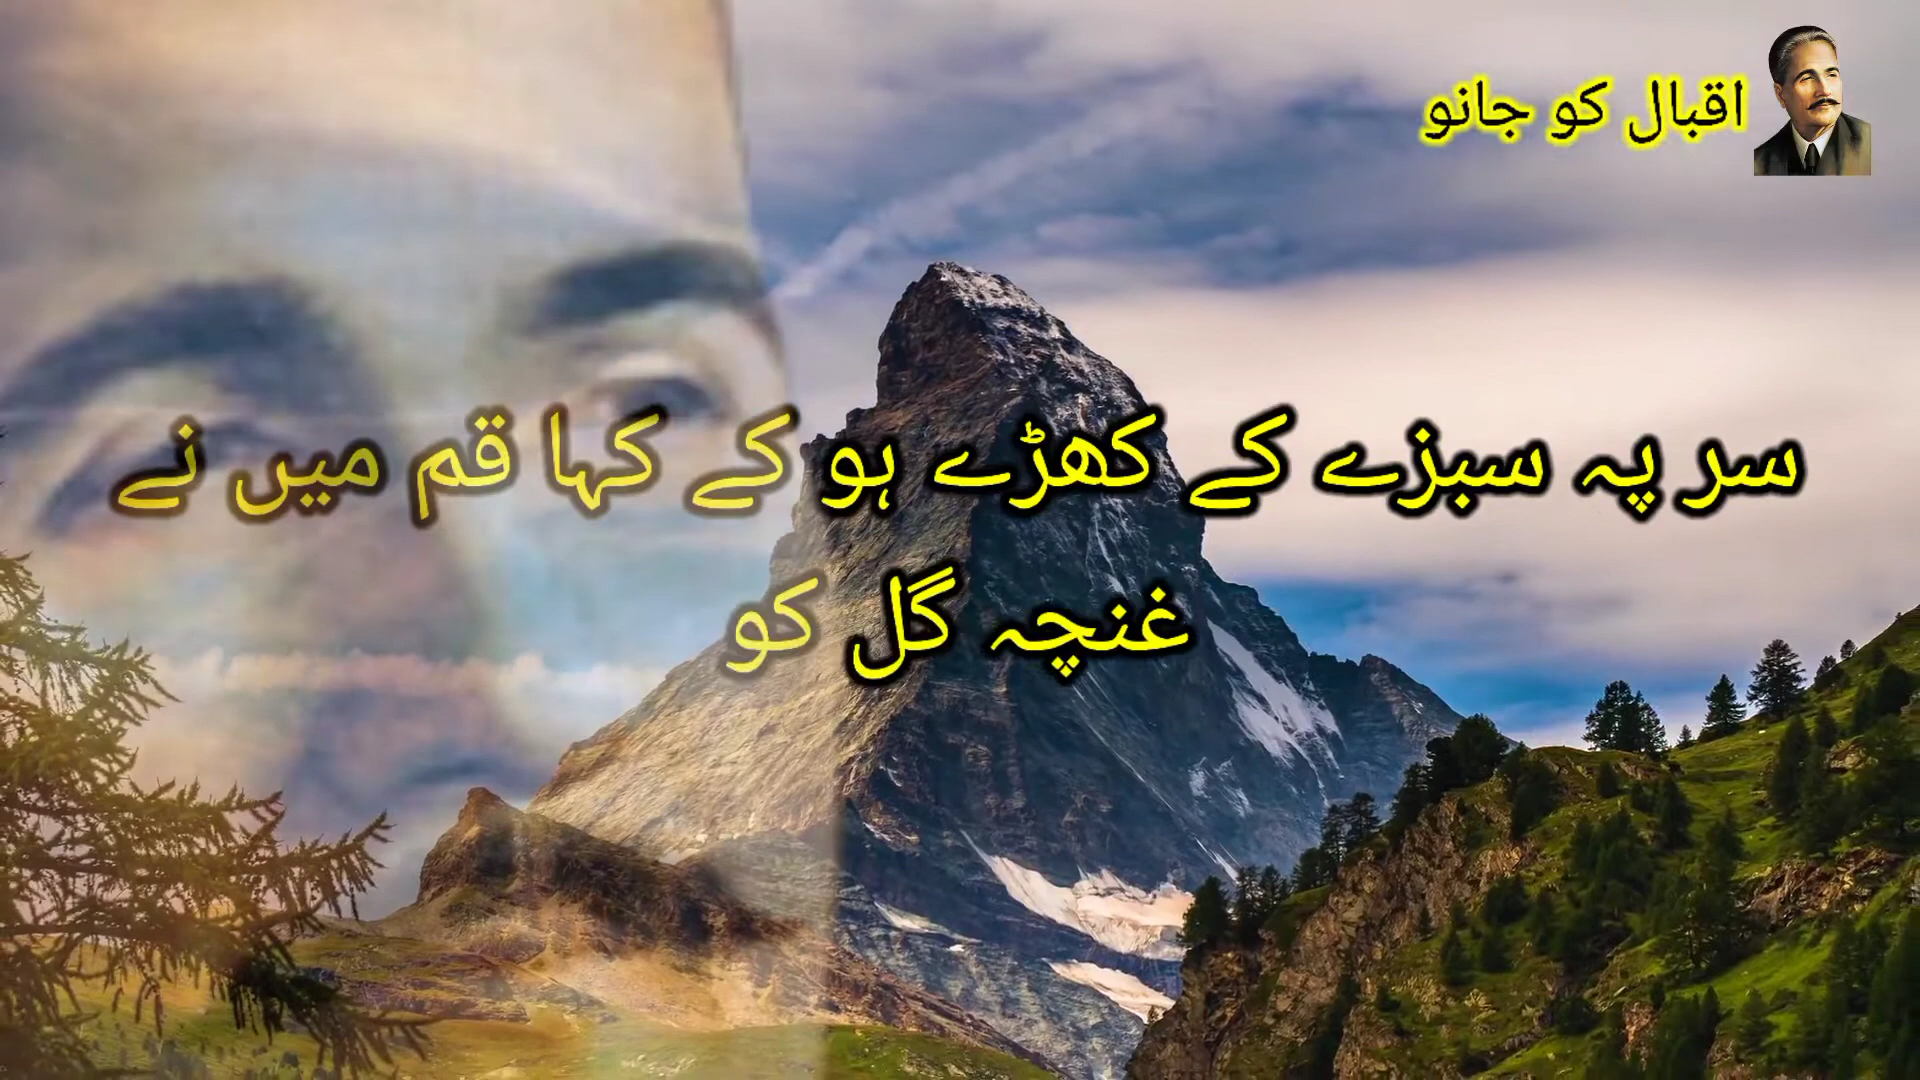 اقبال کو جانو
سر پہ سبزے کے کھڑے ہو کے کہا قم میں نے
غنچہ گل کو